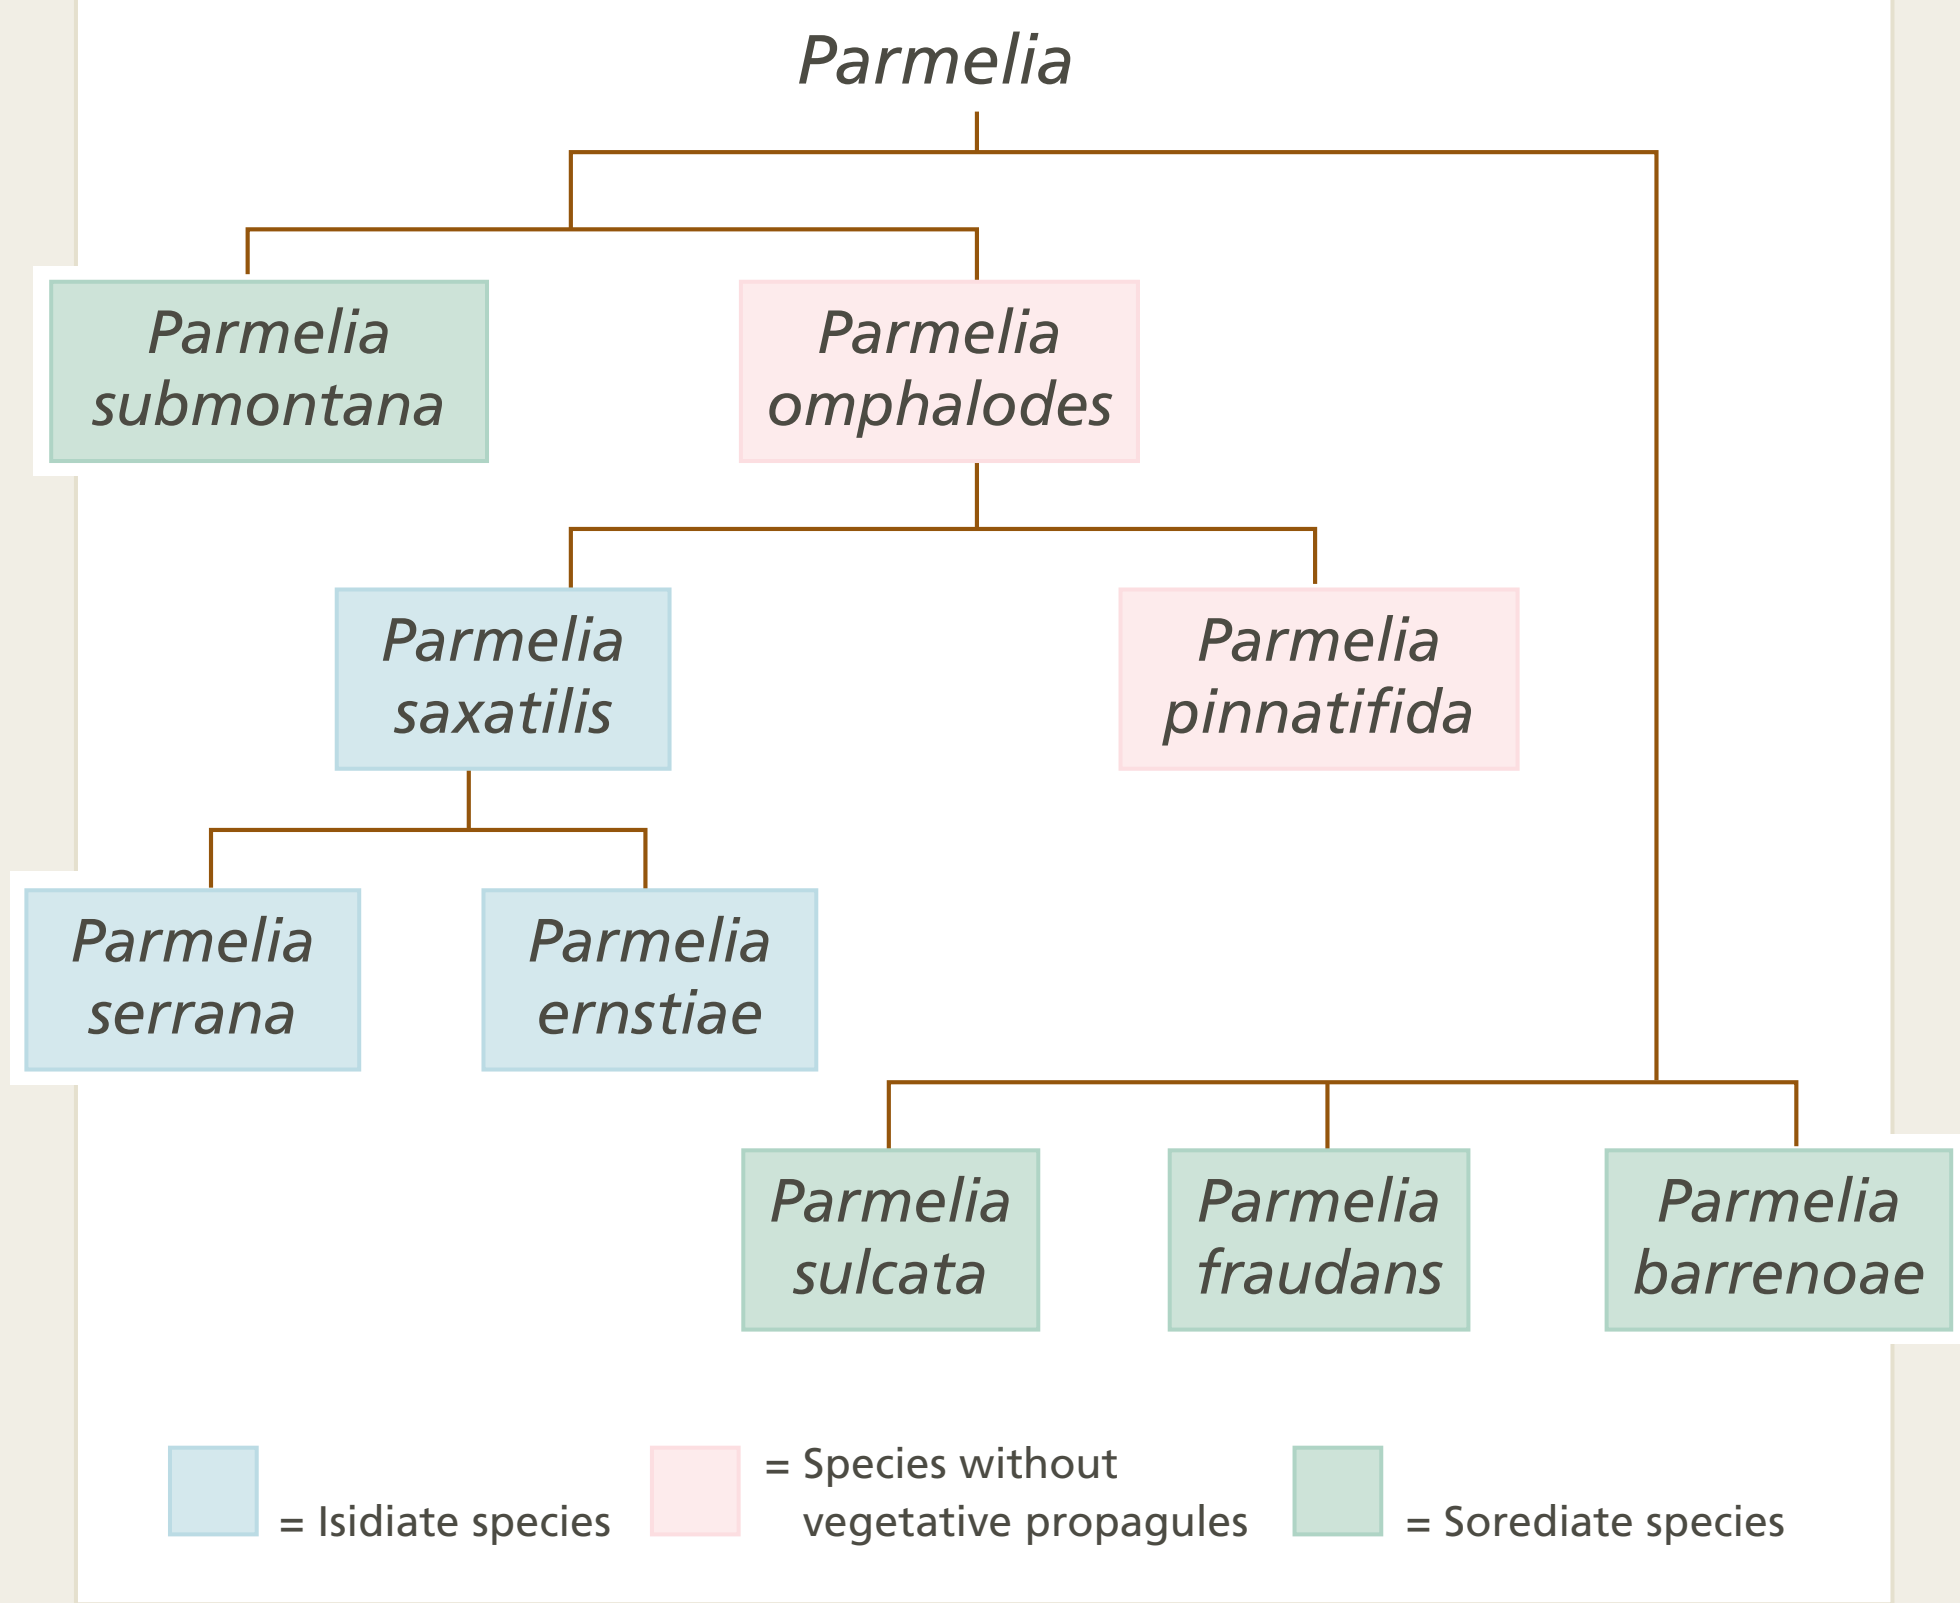 Parmelia
Parmelia
submontana
Parmelia
omphalodes
Parmelia
saxatilis
Parmelia
pinnatifida
Parmelia
serrana
Parmelia
ernstiae
Parmelia
sulcata
Parmelia
fraudans
Parmelia
barrenoae
= Isidiate species
= Species without
vegetative propagules
= Sorediate species